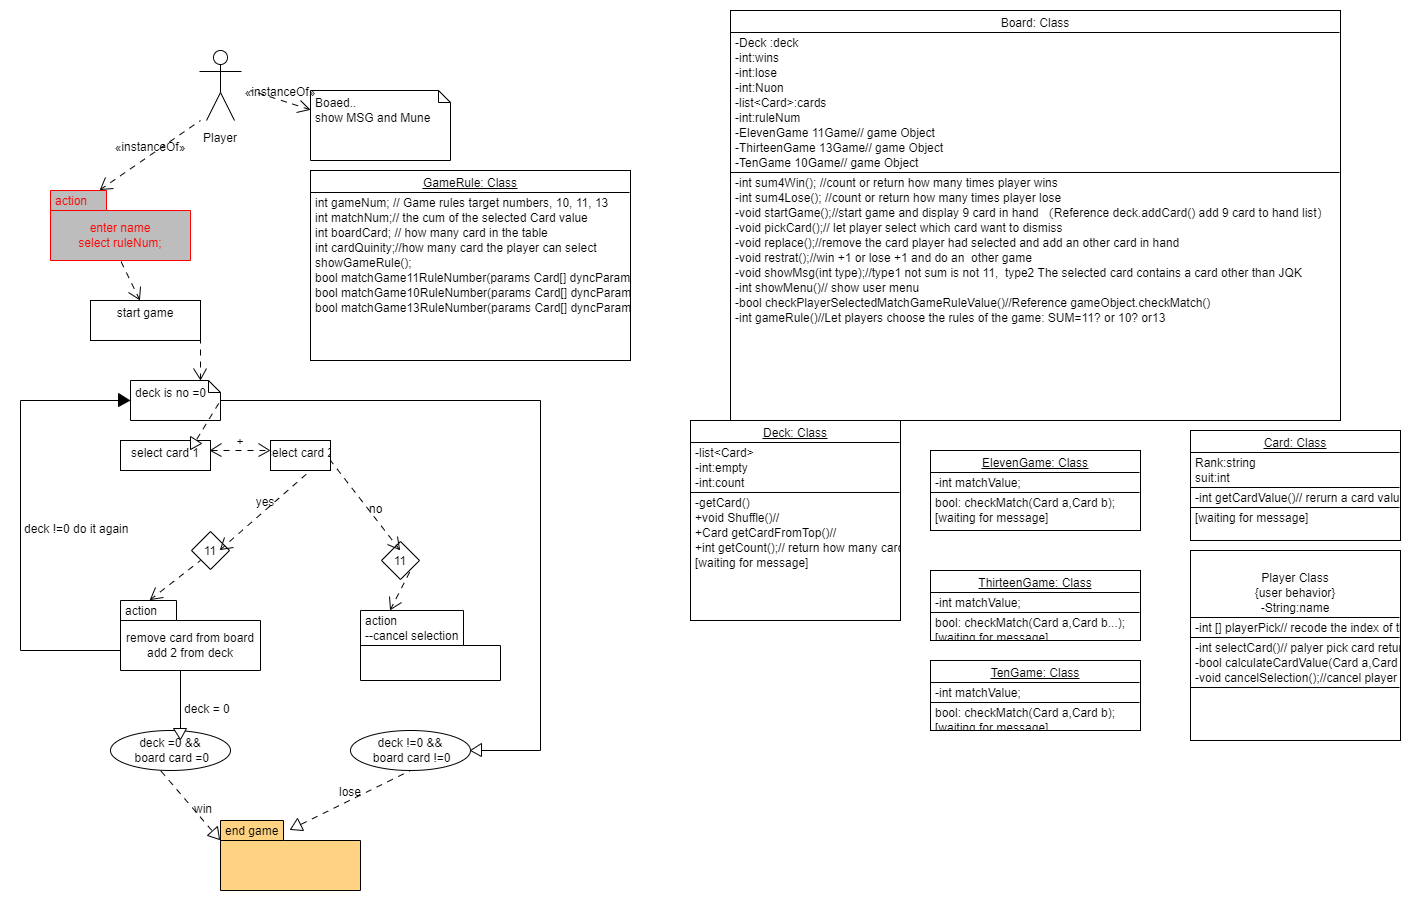 Player
«instanceOf»
Boaed..
show MSG and Mune
«instanceOf»
action
enter name
select ruleNum;
start game
deck is no =0
select card 1
+
elect card 2
yes
no
deck !=0 do it again
11
11
action
remove card from board
add 2 from deck
action
--cancel selection
deck = 0
deck =0 &&
board card =0
deck !=0 &&
board card !=0
win
lose
end game
GameRule: Class
int gameNum; // Game rules target numbers, 10, 11, 13
int matchNum;// the cum of the selected Card value
int boardCard; // how many card in the table
int cardQuinity;//how many card the player can select
showGameRule();
bool matchGame11RuleNumber(params Card[] dyncParam
bool matchGame10RuleNumber(params Card[] dyncParam
bool matchGame13RuleNumber(params Card[] dyncParam
Board: Class
-Deck :deck
-int:wins
-int:lose
-int:Nuon
-list<Card>:cards
-int:ruleNum
-ElevenGame 11Game// game Object
-ThirteenGame 13Game// game Object
-TenGame 10Game// game Object
-int sum4Win(); //count or return how many times player wins
-int sum4Lose(); //count or return how many times player lose
-void startGame();//start game and display 9 card in hand （Reference deck.addCard() add 9 card to hand list）
-void pickCard();// let player select which card want to dismiss
-void replace();//remove the card player had selected and add an other card in hand
-void restrat();//win +1 or lose +1 and do an other game
-void showMsg(int type);//type1 not sum is not 11, type2 The selected card contains a card other than JQK
-int showMenu()// show user menu
-bool checkPlayerSelectedMatchGameRuleValue()//Reference gameObject.checkMatch()
-int gameRule()//Let players choose the rules of the game: SUM=11? or 10? or13
Deck: Class
-list<Card>
-int:empty
-int:count
-getCard()
+void Shuffle()//
+Card getCardFromTop()//
+int getCount();// return how many card
[waiting for message]
ElevenGame: Class
-int matchValue;
bool: checkMatch(Card a,Card b);
[waiting for message]
ThirteenGame: Class
-int matchValue;
bool: checkMatch(Card a,Card b...);
[waiting for message]
TenGame: Class
-int matchValue;
bool: checkMatch(Card a,Card b);
[waiting for message]
Card: Class
Rank:string
suit:int
-int getCardValue()// rerurn a card valu
[waiting for message]
Player Class
{user behavior}
-String:name
-int [] playerPick// recode the index of t
-int selectCard()// palyer pick card retu
-bool calculateCardValue(Card a,Card
-void cancelSelection();//cancel player